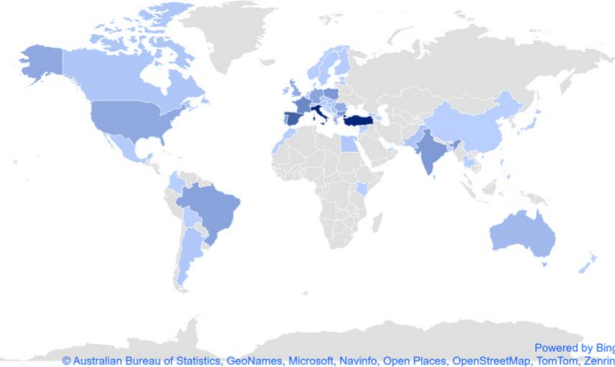 Powered by Bing
© Australian Bureau of Statistics, GeoNames, Microsoft, Navinfo, Open Places, OpenStreetMap, TomTom, Zenrin